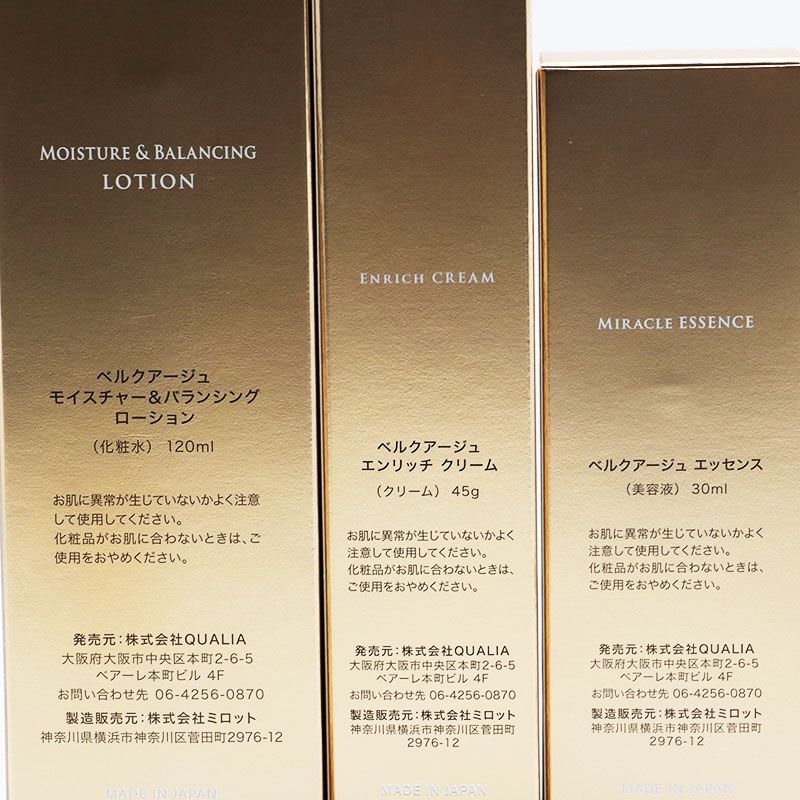 MOISTURE & BALANCING
LOTION
ベルクアージュ
モイスチャー&バランシング
ローション
（化粧水） 120ml
お肌に異常が生じていないかよく注意
して使用してください。
化粧品がお肌に合わないときは、ご
使用をおやめください。
発売元：株式会社QUALIA
大阪府大阪市中央区本町2-6-5
ベアーレ本町ビル 4F
お問い合わせ先 06-4256-0870
製造販売元：株式会社ミロット
神奈川県横浜市神奈川区菅田町2976-12
MADE IN JAPAN
ENRICH CREAM
ベルクアージュ
エンリッチ クリーム
（クリーム） 45g
お肌に異常が生じていないかよく
注意して使用してください。
化粧品がお肌に合わないときは、
ご使用をおやめください。
発売元：株式会社QUALIA
大阪府大阪市中央区本町2-6-5
ベアーレ本町ビル 4F
お問い合わせ先 06-4256-0870
製造販売元：株式会社ミロット
神奈川県横浜市神奈川区菅田町
2976-12
MADE IN JAPAN
MIRACLE ESSENCE
ベルクアージュ エッセンス
（美容液） 30ml
お肌に異常が生じていないかよく
注意して使用してください。
化粧品がお肌に合わないときは、
ご使用をおやめください。
発売元：株式会社QUALIA
大阪府大阪市中央区本町2-6-5
ベアーレ本町ビル 4F
お問い合わせ先 06-4256-0870
製造販売元：株式会社ミロット
神奈川県横浜市神奈川区菅田町
2976-12
MADE IN JAPAN